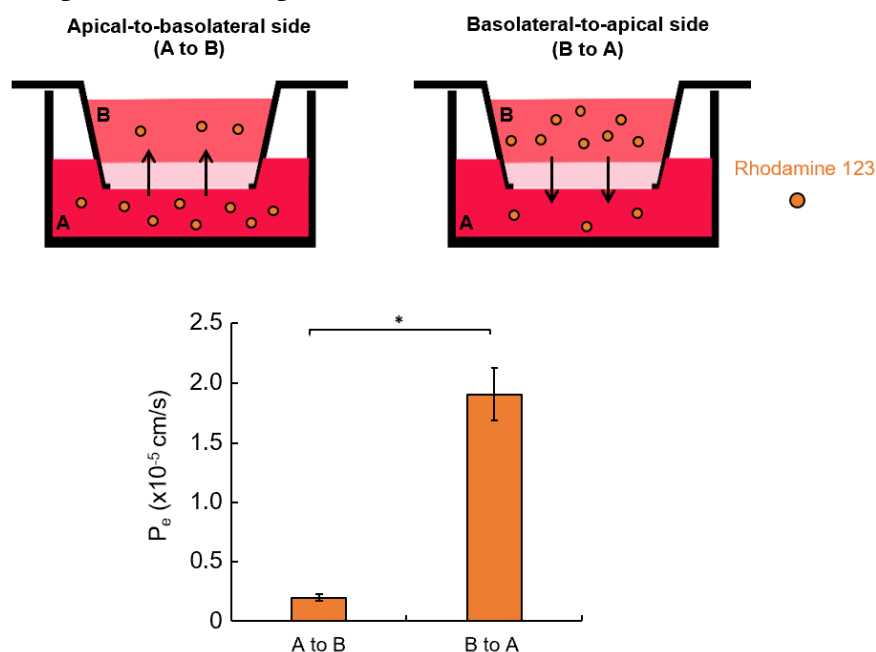 Apical-to-basolateral side
(A to B)
Basolateral-to-apical side
(B to A)
B
A
B
A
Rhodamine 123
*
2.5
2.0
1.5
1.0
0.5
0
Pe (x10-5 cm/s)
A to B
B to A